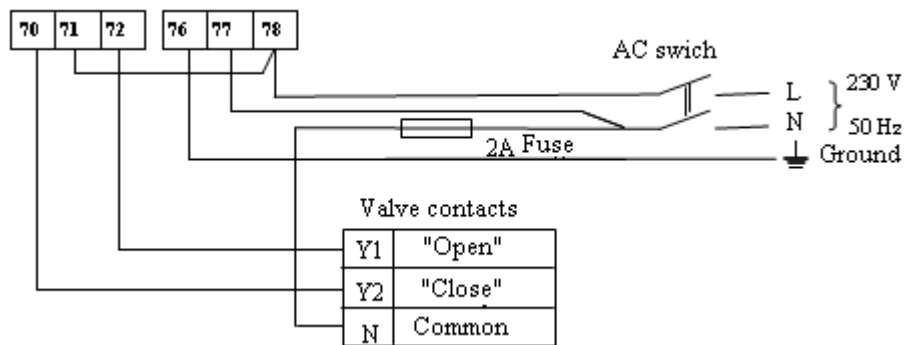 70 71 72 76 77 78
AC swich
L
230 V
N
50 Hz
2A Fuse
Ground
Valve contacts
Y1 "Open"
Y2 "Close"
N Common